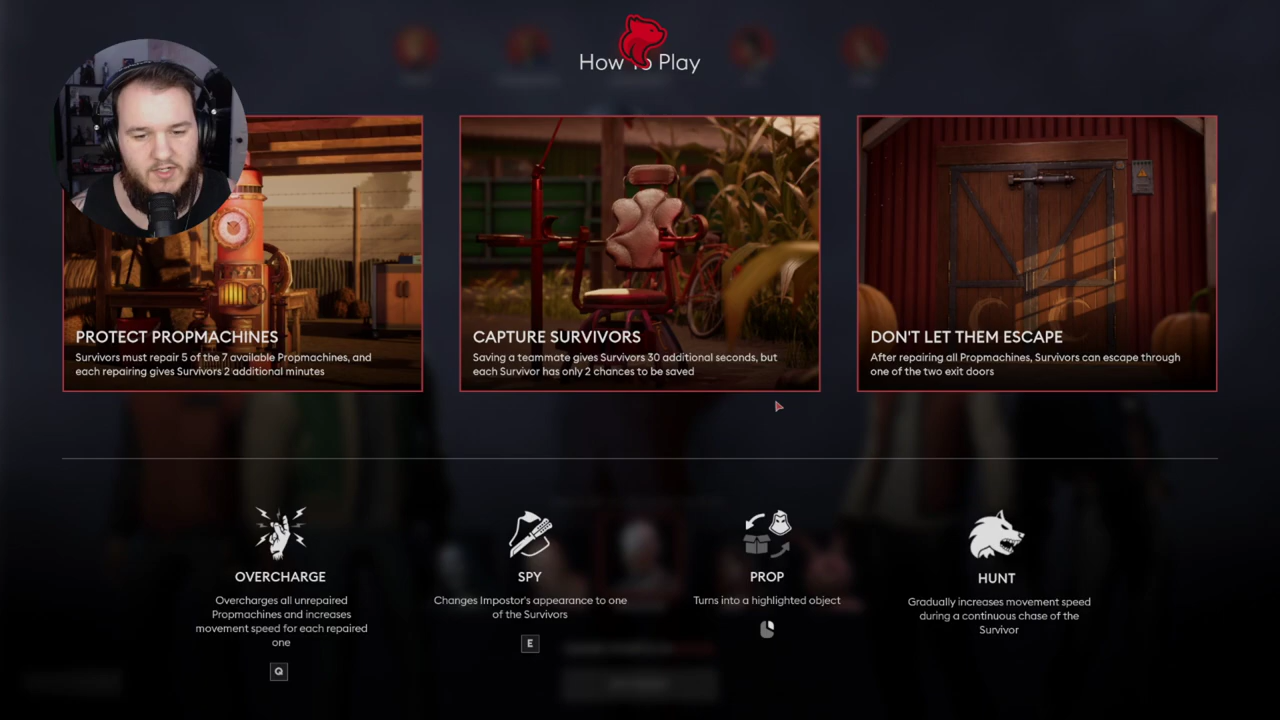 How To Play
PROTECT PROPMACHINES
Survivors must repair 5 of the 7 available Propmachines, and
each repairing gives Survivors 2 additional minutes
CAPTURE SURVIVORS
Saving a teammate gives Survivors 30 additional seconds, but
each Survivor has only 2 chances to be saved
DON'T LET THEM ESCAPE
After repairing all Propmachines, Survivors can escape through
one of the two exit doors
OVERCHARGE
Overcharges all unrepaired
Propmachines and increases
movement speed for each repaired
one
Q
SPY
Changes Impostor's appearance to one
of the Survivors
E
PROP
Turns into a highlighted object
HUNT
Gradually increases movement speed
during a continuous chase of the
Survivor